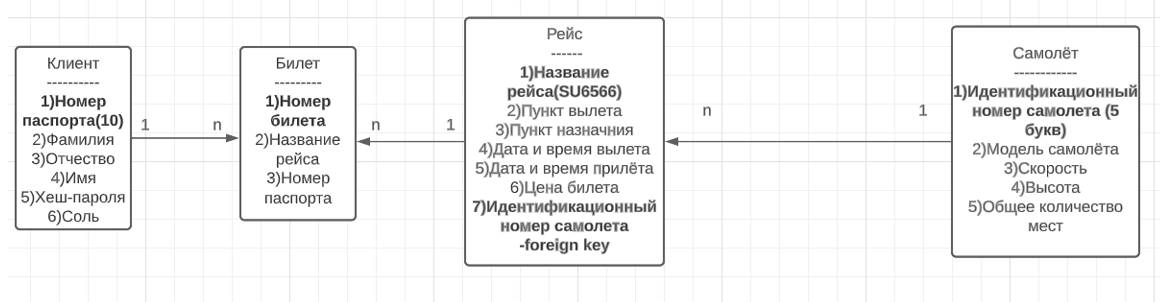 Клиент
----------
1)Номер
паспорта(10)
2)Фамилия
3)Отчество
4)Имя
5)Хеш-пароля
6)Соль
1
n
Билет
---------
1)Номер
билета
2)Название
рейса
3)Номер
паспорта
n
1
Рейс
------
1)Название
рейса(SU6566)
2)Пункт вылета
3)Пункт назначния
4)Дата и время вылета
5)Дата и время прилёта
6)Цена билета
7)Идентификационный
номер самолета
-foreign key
n
1
Самолёт
------------
1)Идентификационный
номер самолета (5
букв)
2)Модель самолёта
3)Скорость
4)Высота
5)Общее количество
мест